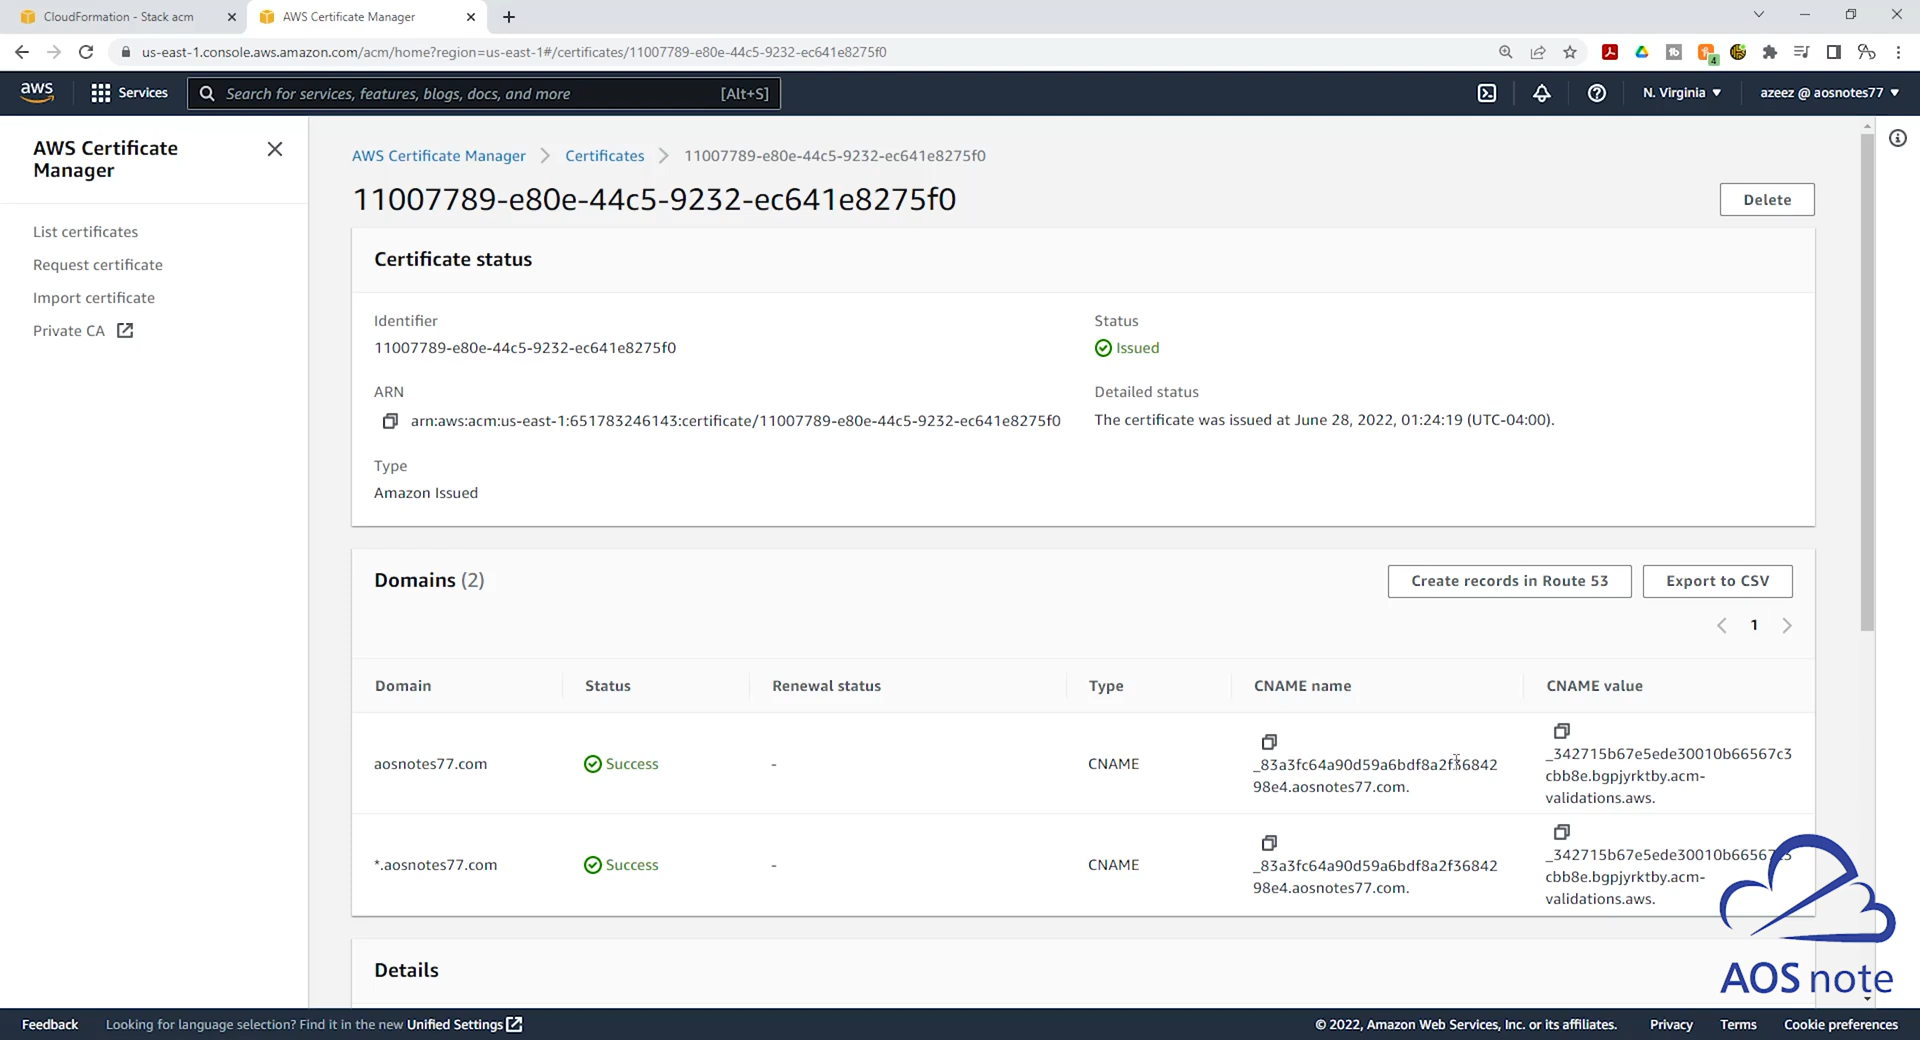 CloudFormation - Stack acm
AWS Certificate Manager
us-east-1.console.aws.amazon.com/acm/home?region=us-east-1#/certificates/11007789-e80e-44c5-9232-ec641e8275f0
4
aws
Services
Search for services, features, blogs, docs, and more
[Alt+S]
N. Virginia
azeez @ aosnotes77
AWS Certificate
Manager
List certificates
Request certificate
Import certificate
Private CA
AWS Certificate Manager
Certificates
11007789-e80e-44c5-9232-ec641e8275f0
11007789-e80e-44c5-9232-ec641e8275f0
Delete
Certificate status
Identifier
11007789-e80e-44c5-9232-ec641e8275f0
Status
Issued
ARN
arn:aws:acm:us-east-1:651783246143:certificate/11007789-e80e-44c5-9232-ec641e8275f0
Detailed status
The certificate was issued at June 28, 2022, 01:24:19 (UTC-04:00).
Type
Amazon Issued
Domains (2)
Create records in Route 53
Export to CSV
1
Domain
Status
Renewal status
Type
CNAME name
CNAME value
aosnotes77.com
Success
-
CNAME
_83a3fc64a90d59a6bdf8a2f36842
98e4.aosnotes77.com.
_342715b67e5ede30010b66567c3
cbb8e.bgpjyrktby.acm-
validations.aws.
*.aosnotes77.com
Success
-
CNAME
_83a3fc64a90d59a6bdf8a2f36842
98e4.aosnotes77.com.
_342715b67e5ede30010b66567c3
cbb8e.bgpjyrktby.acm-
validations.aws.
Details
AOS note
Feedback
Looking for language selection? Find it in the new Unified Settings
© 2022, Amazon Web Services, Inc. or its affiliates.
Privacy
Terms
Cookie preferences